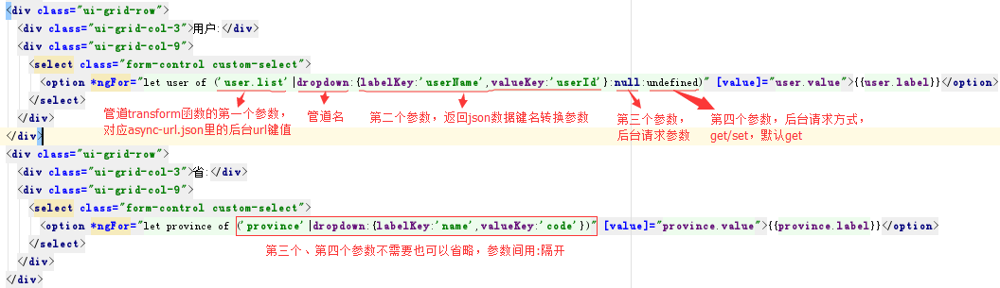 <div class="ui-grid-row">
<div class="ui-grid-col-3">用户:</div>
<div class="ui-grid-col-9">
<select class="form-control custom-select">
<option *ngFor="let user of ('user.list' |dropdown:{labelKey:'userName',valueKey:'userId'}:null:undefined)" [value]="user.value">{{user.label}}</option>
</select>
管道transform函数的第一个参数,
对应async-url.json里的后台url键值
管道名
第二个参数，返回json数据键名转换参数
第三个参数，
后台请求参数
第四个参数，后台请求方式，
get/set，默认get
</div>
</div>
<div class="ui-grid-row">
<div class="ui-grid-col-3">省:</div>
<div class="ui-grid-col-9">
<select class="form-control custom-select">
<option *ngFor="let province of ('province' |dropdown:{labelKey:'name',valueKey:'code'})" [value]="province.value">{{province.label}}</option>
</select>
第三个、第四个参数不需要也可以省略，参数间用:隔开
</div>
</div>